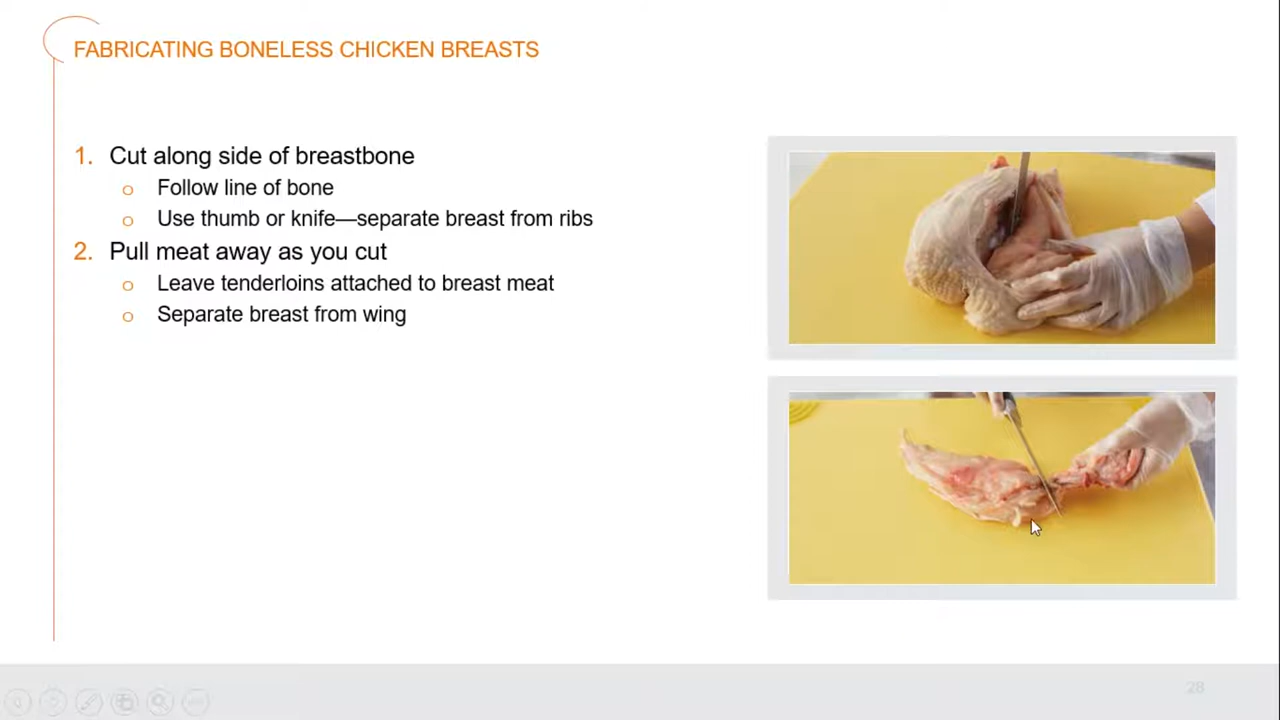 FABRICATING BONELESS CHICKEN BREASTS
1. Cut along side of breastbone
o Follow line of bone
o Use thumb or knife—separate breast from ribs
2. Pull meat away as you cut
o Leave tenderloins attached to breast meat
o Separate breast from wing
28